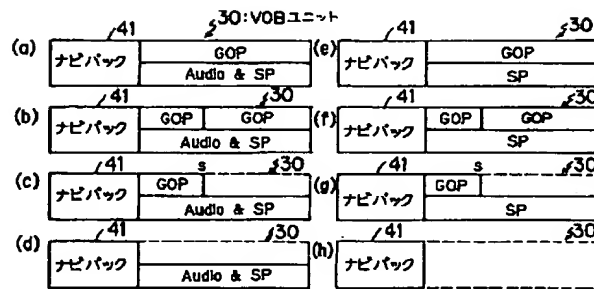 30:VOBユニット
(a) 41 ナビパック GOP Audio & SP
(e) 41 30 ナビパック GOP SP
(b) 41 30 ナビパック GOP GOP Audio & SP
(f) 41 30 ナビパック GOP GOP SP
(c) 41 s 30 ナビパック GOP Audio & SP
(g) 41 s 30 ナビパック GOP SP
(d) 41 30 ナビパック Audio & SP
(h) 41 30 ナビパック